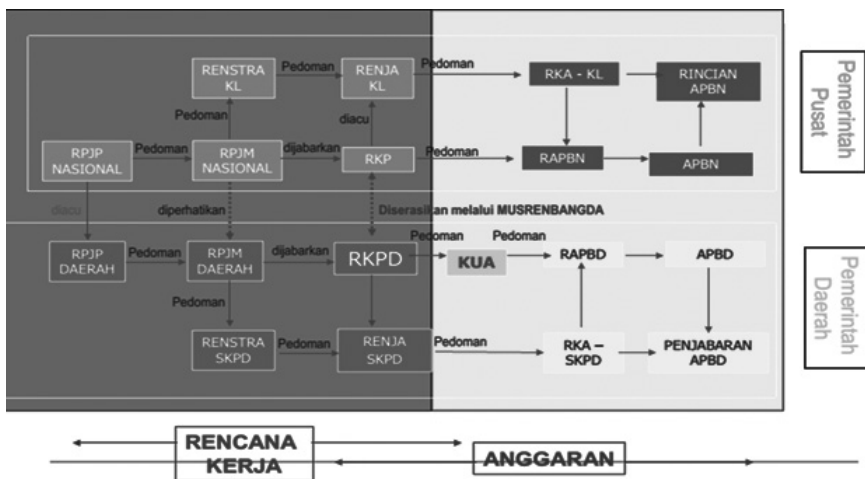 RENSTRA
KL
Pedoman
RENJA
KL
Pedoman
RKA - KL
RINCIAN
APBN
Pemerintah
Pusat
Pedoman
diacu
RPJP
NASIONAL
Pedoman
RPJM
NASIONAL
dijabarkan
RKP
Pedoman
RAPBN
APBN
diacu
diperhatikan
Diserasikan melalui MUSRENBANGDA
RPJP
DAERAH
Pedoman
RPJM
DAERAH
dijabarkan
RKPD
Pedoman
KUA
Pedoman
RAPBD
APBD
Pemerintah
Daerah
Pedoman
RENSTRA
SKPD
Pedoman
RENJA
SKPD
Pedoman
RKA –
SKPD
PENJABARAN
APBD
RENCANA
KERJA
ANGGARAN